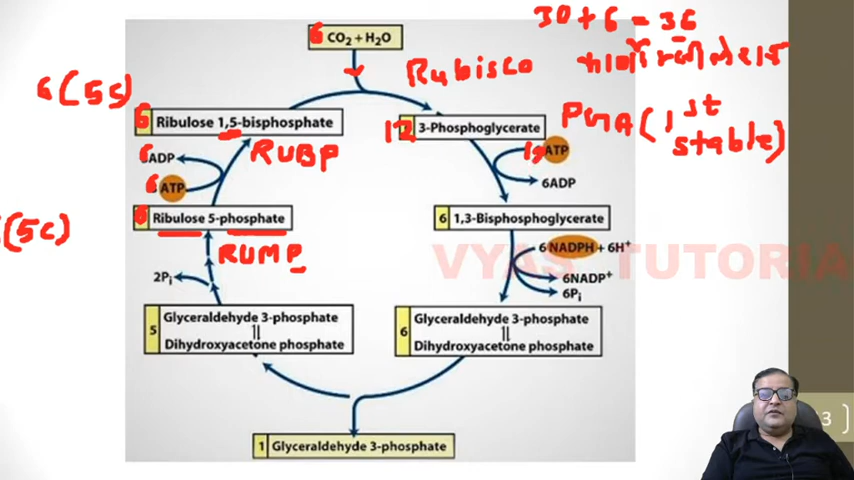 30 + 6 = 36
6 CO2 + H2O
Rubisco
6 (5c)
6 Ribulose 1,5-bisphosphate
12 3-Phosphoglycerate
PGA (1st
stable)
RUBP
ADP
ATP
ATP
6ADP
6 Ribulose 5-phosphate
6 1,3-Bisphosphoglycerate
(5c)
RUMP
6 NADPH + 6H+
VYAS TUTORIA
6NADP+
6Pi
2Pi
5 Glyceraldehyde 3-phosphate
Dihydroxyacetone phosphate
6 Glyceraldehyde 3-phosphate
Dihydroxyacetone phosphate
3
1 Glyceraldehyde 3-phosphate